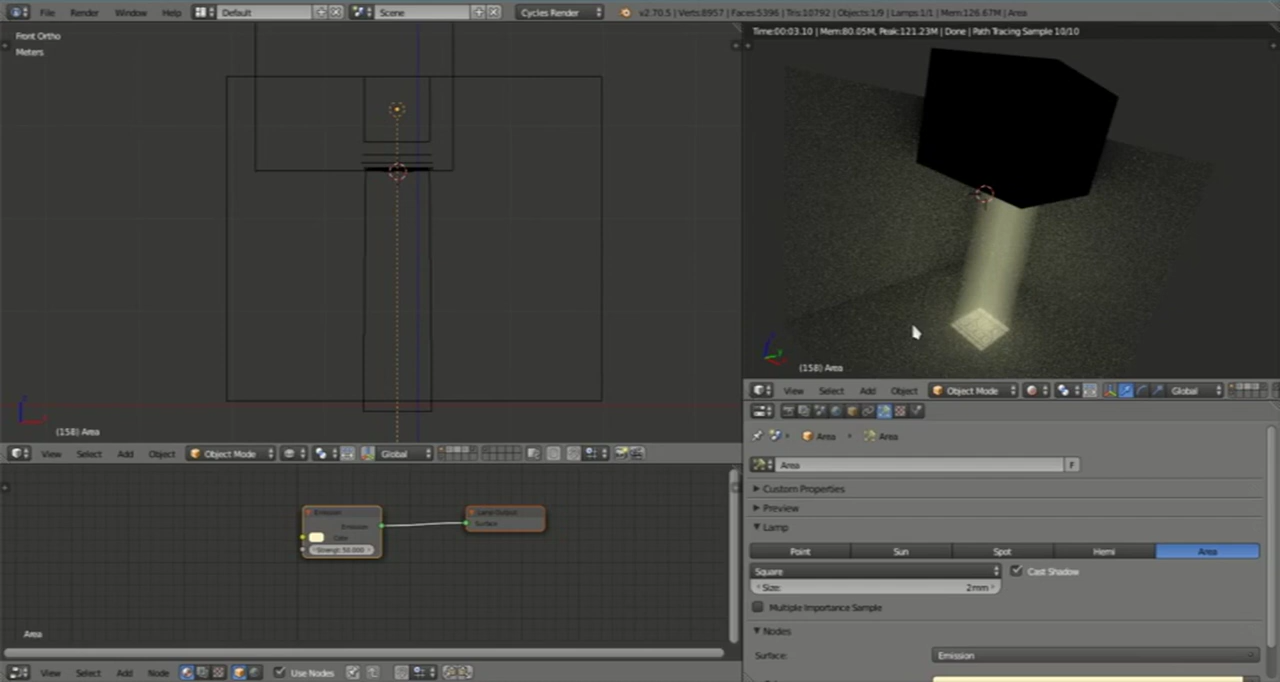 File Render Window Help Default Scene Cycles Render v2.70.5 | Verts:8957 | Faces:5396 | Tris:10792 | Objects:1/9 | Lamps:1/1 | Mem:126.67M | Area
Front Ortho
Meters
Time:00:03.10 | Mem:80.05M, Peak:121.23M | Done | Path Tracing Sample 10/10
(158) Area
(158) Area
View Select Add Object Object Mode Global
View Select Add Object Object Mode Global
Area Area
Area F
Custom Properties
Preview
Lamp
Point Sun Spot Hemi Area
Square Cast Shadow
Size: 2mm
Multiple Importance Sample
Nodes
Surface: Emission
Emission
Emission
Color
Strengt: 50.000
Lamp Output
Surface
Area
View Select Add Node Use Nodes